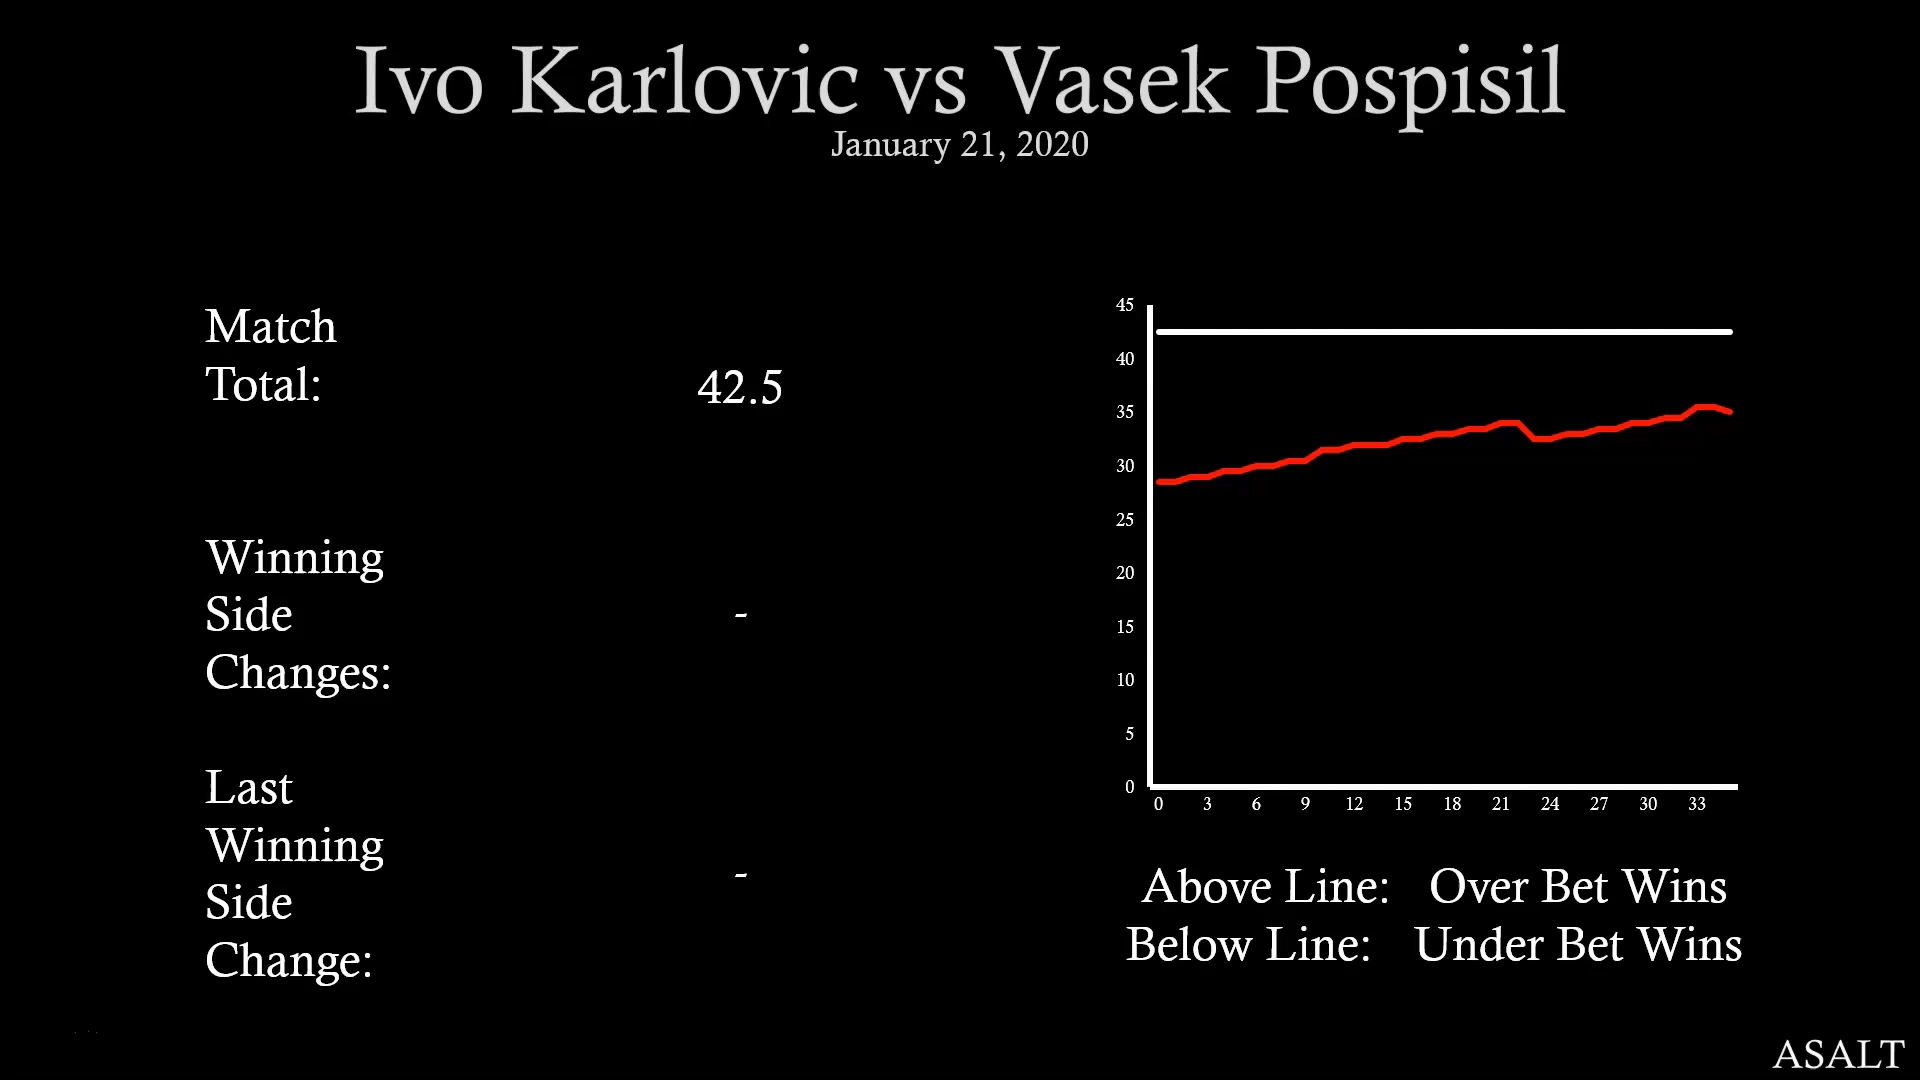 Ivo Karlovic vs Vasek Pospisil
January 21, 2020
Match
Total:
42.5
Winning
Side
Changes:
-
Last
Winning
Side
Change:
-
45
40
35
30
25
20
15
10
5
0
0 3 6 9 12 15 18 21 24 27 30 33
Above Line: Over Bet Wins
Below Line: Under Bet Wins
ASALT